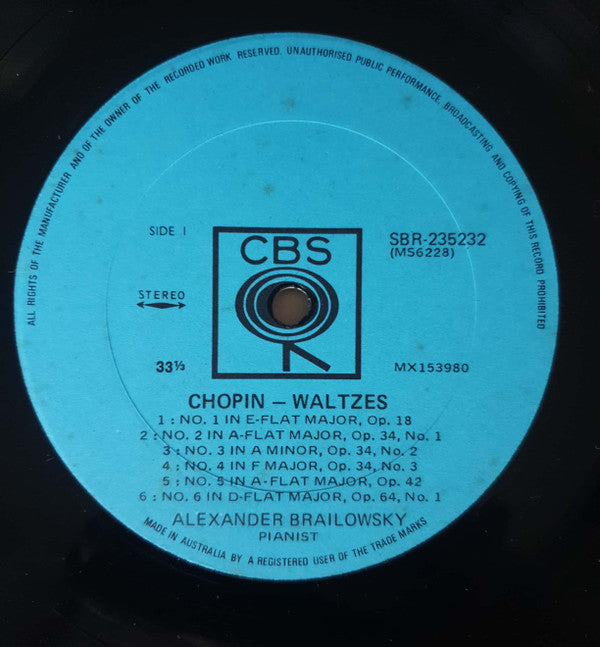 ALL RIGHTS OF THE MANUFACTURER AND OF THE OWNER OF THE RECORDED WORK RESERVED. UNAUTHORISED PUBLIC PERFORMANCE, BROADCASTING AND COPYING OF THIS RECORD PROHIBITED
SIDE 1
CBS
SBR-235232
(MS6228)
STEREO
33⅓
MX153980
CHOPIN – WALTZES
1 : NO. 1 IN E-FLAT MAJOR, Op. 18
2 : NO. 2 IN A-FLAT MAJOR, Op. 34, No. 1
3 : NO. 3 IN A MINOR, Op. 34, No. 2
4 : NO. 4 IN F MAJOR, Op. 34, No. 3
5 : NO. 5 IN A-FLAT MAJOR, Op. 42
6 : NO. 6 IN D-FLAT MAJOR, Op. 64, No. 1
ALEXANDER BRAILOWSKY
PIANIST
MADE IN AUSTRALIA BY A REGISTERED USER OF THE TRADE MARKS